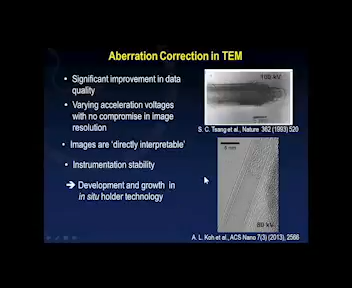 Aberration Correction in TEM
• Significant improvement in data
quality
• Varying acceleration voltages
with no compromise in image
resolution
• Images are 'directly interpretable'
• Instrumentation stability
➔ Development and growth in
in situ holder technology
100 kV
S. C. Tsang et al., Nature 362 (1993) 520
5 nm
80 kV
A. L. Koh et al., ACS Nano 7(3) (2013), 2566